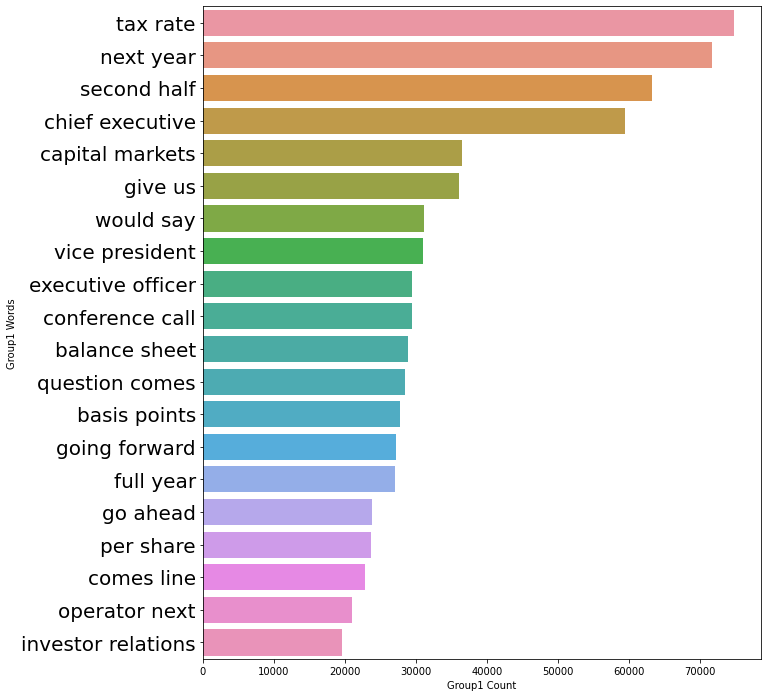 tax rate
next year
second half
chief executive
capital markets
give us
would say
vice president
executive officer
conference call
balance sheet
question comes
basis points
going forward
full year
go ahead
per share
comes line
operator next
investor relations
Group1 Words
0 10000 20000 30000 40000 50000 60000 70000
Group1 Count